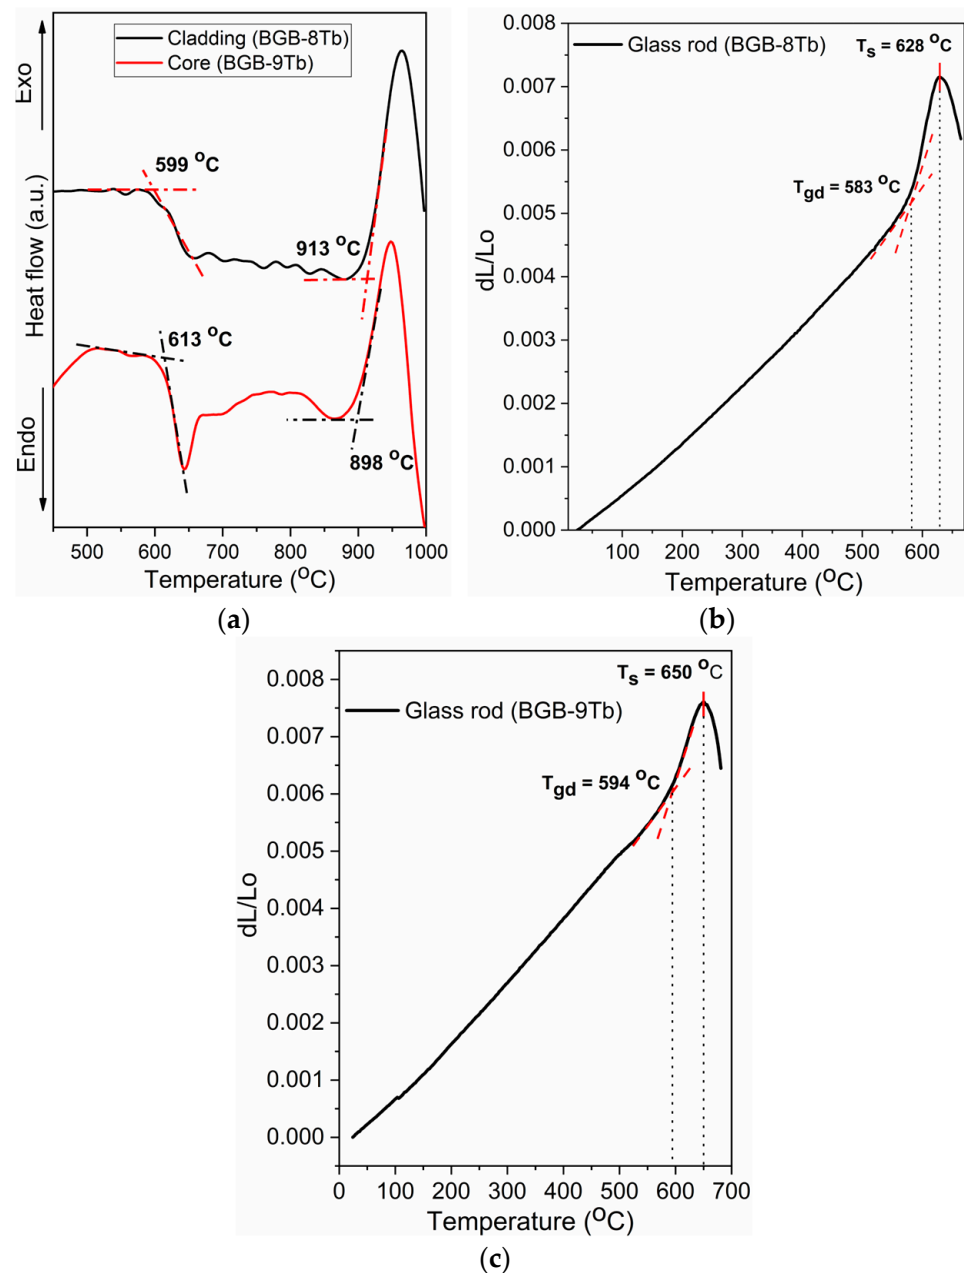 Exo
Heat flow (a.u.)
Endo
Cladding (BGB-8Tb)
Core (BGB-9Tb)
599 °C
913 °C
613 °C
898 °C
500 600 700 800 900 1000
Temperature (°C)
(a)
0.008
0.007
0.006
0.005
0.004
0.003
0.002
0.001
0.000
dL/Lo
Glass rod (BGB-8Tb)
Ts = 628 °C
Tgd = 583 °C
100 200 300 400 500 600
Temperature (°C)
(b)
0.008
0.007
0.006
0.005
0.004
0.003
0.002
0.001
0.000
dL/Lo
Ts = 650 °C
Glass rod (BGB-9Tb)
Tgd = 594 °C
0 100 200 300 400 500 600 700
Temperature (°C)
(c)